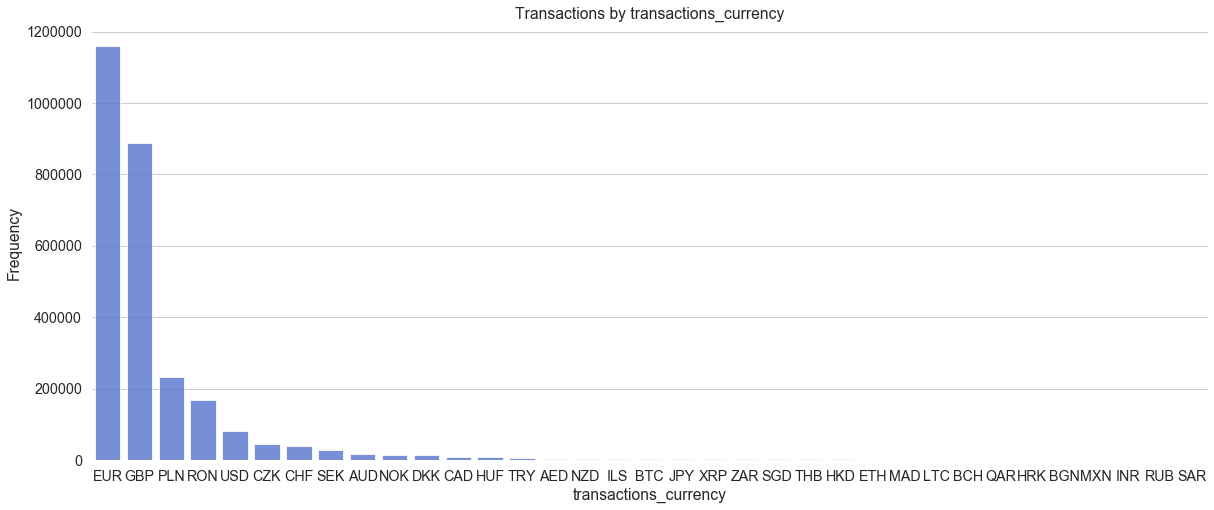 Transactions by transactions_currency
1200000
1000000
800000
600000
400000
200000
0
Frequency
EUR GBP PLN RON USD CZK CHF SEK AUD NOK DKK CAD HUF TRY AED NZD ILS BTC JPY XRP ZAR SGD THB HKD ETH MAD LTC BCH QAR HRK BGN MXN INR RUB SAR
transactions_currency